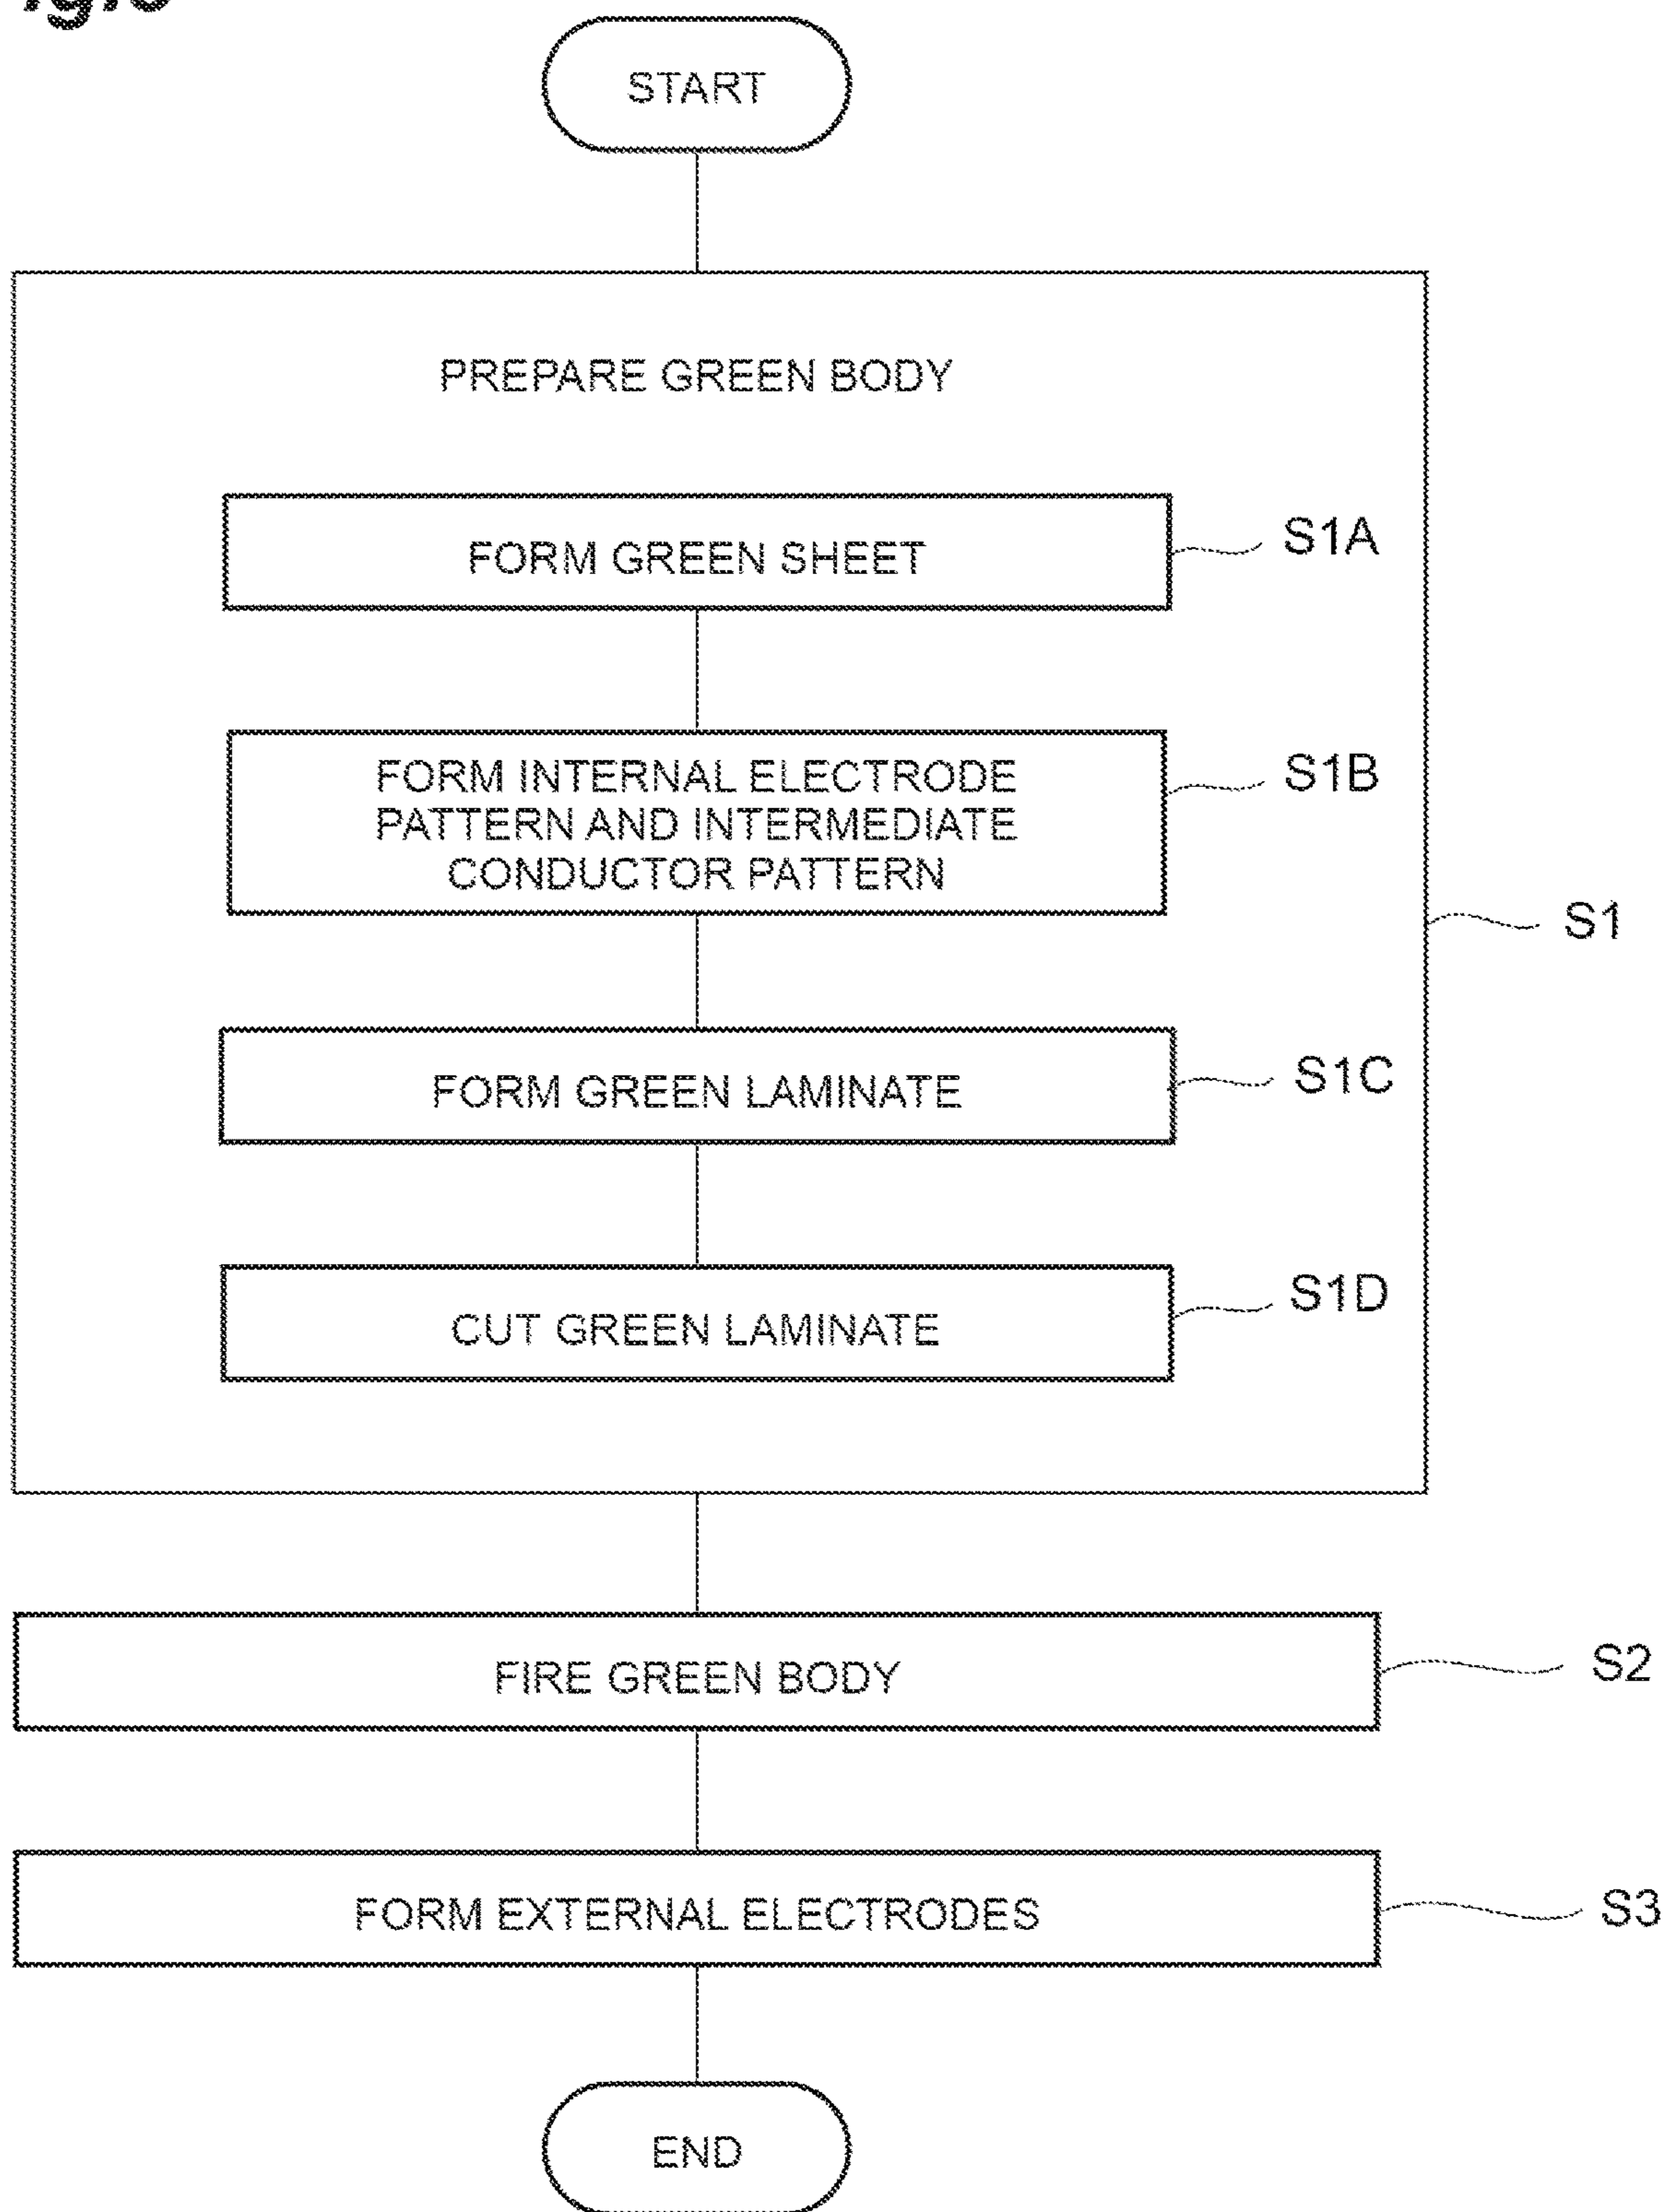 START
PREPARE GREEN BODY
FORM GREEN SHEET
S1A
FORM INTERNAL ELECTRODE
PATTERN AND INTERMEDIATE
CONDUCTOR PATTERN
S1B
S1
FORM GREEN LAMINATE
S1C
CUT GREEN LAMINATE
S1D
FIRE GREEN BODY
S2
FORM EXTERNAL ELECTRODES
S3
END